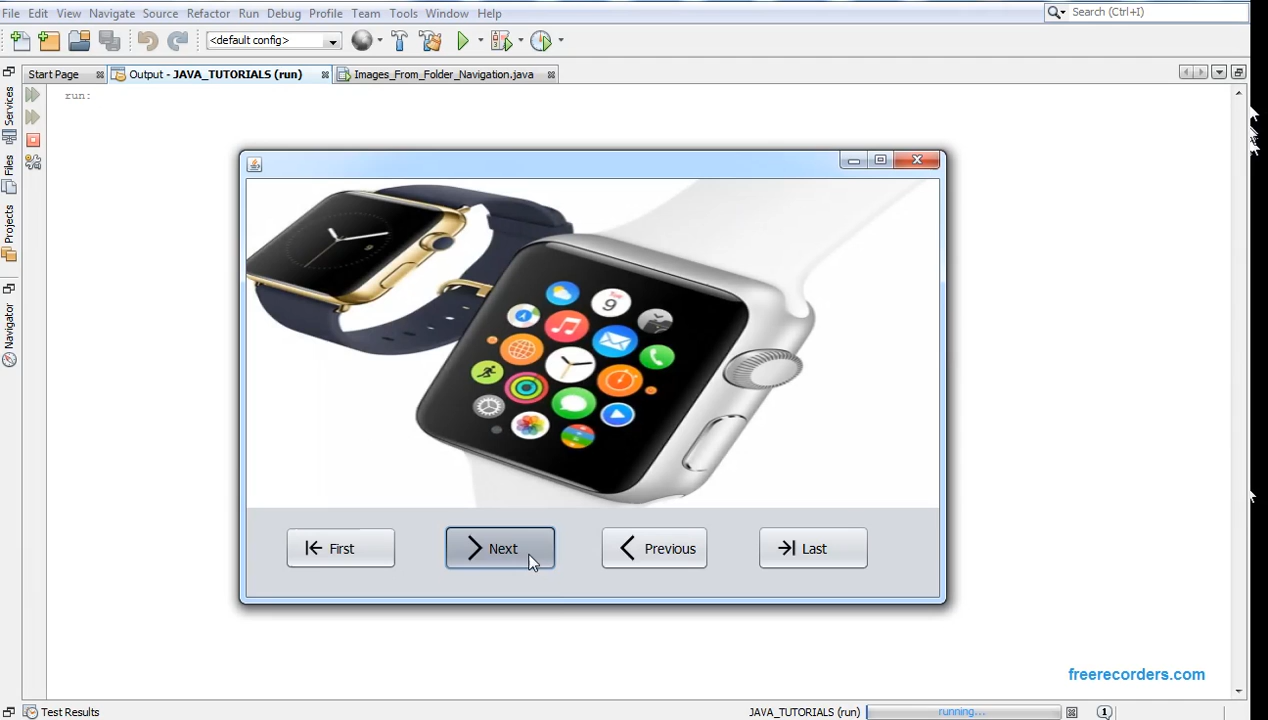 File Edit View Navigate Source Refactor Run Debug Profile Team Tools Window Help
Search (Ctrl+I)
<default config>
Start Page
Output - JAVA_TUTORIALS (run)
Images_From_Folder_Navigation.java
run:
Services
Files
Projects
Navigator
9
First
Next
Previous
Last
freerecorders.com
Test Results
JAVA_TUTORIALS (run)
running...
1